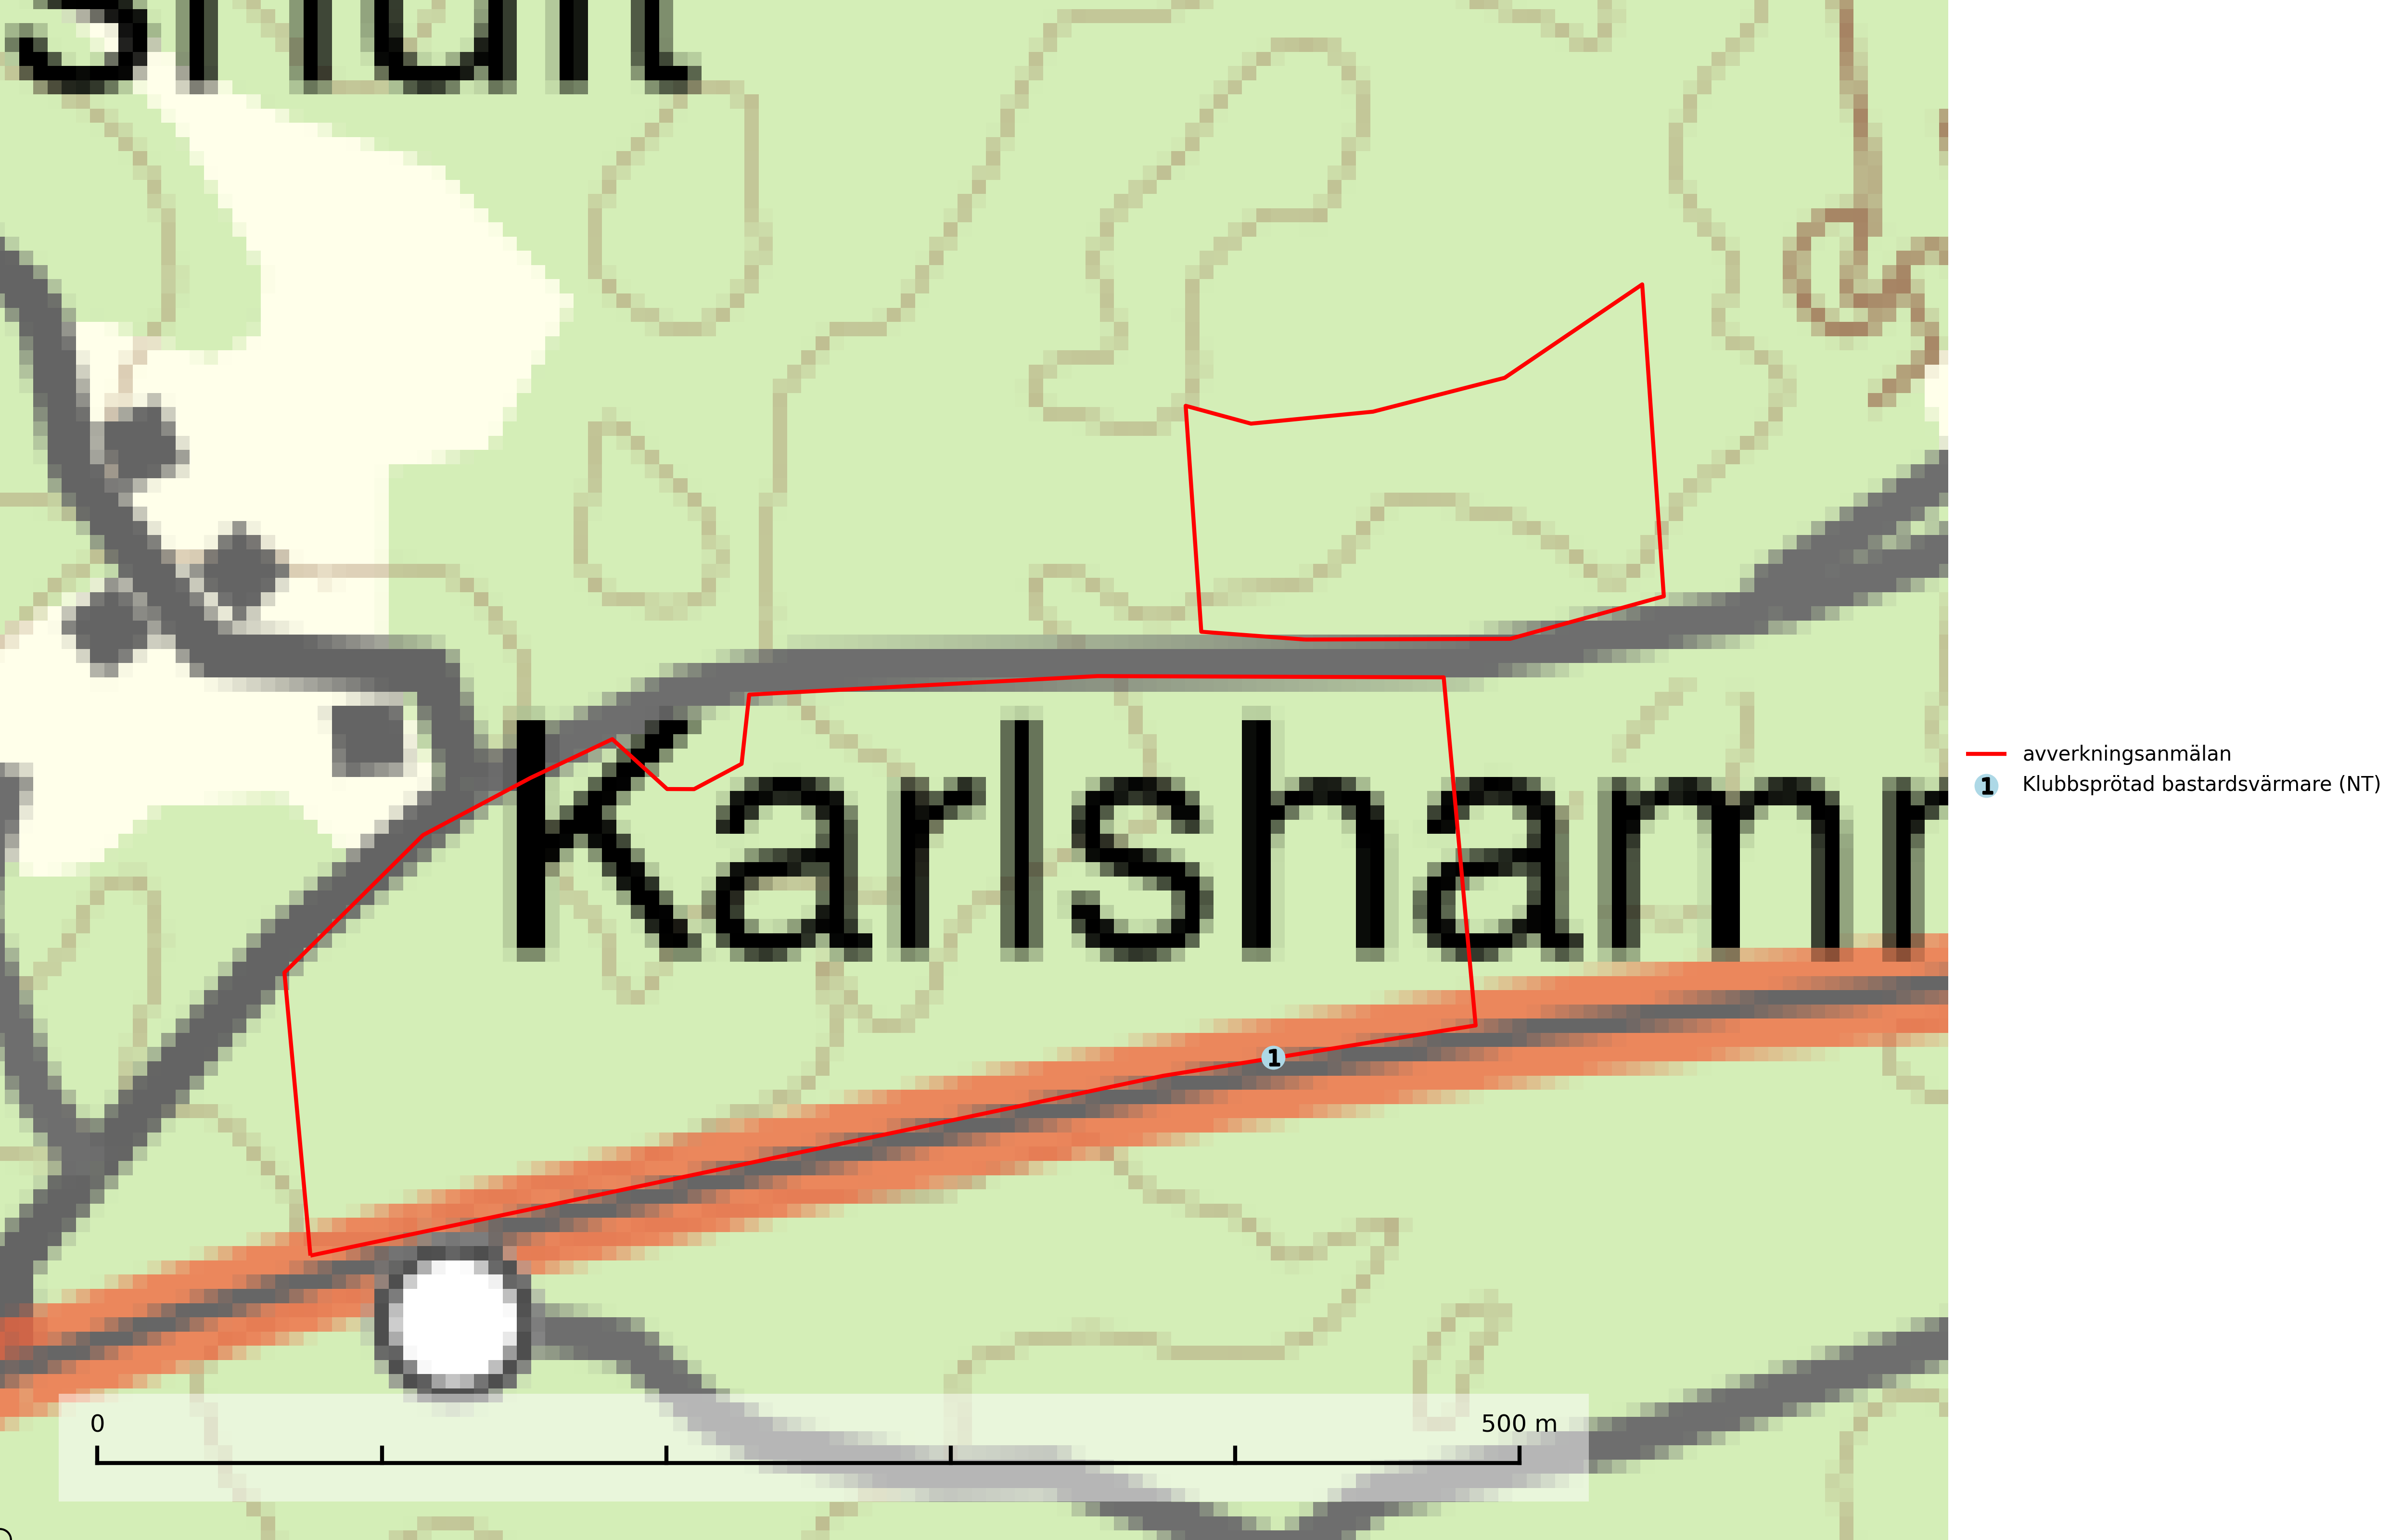 Karlshamn
1
avverkningsanmälan
1 Klubbsprötad bastardsvärmare (NT)
0 500 m